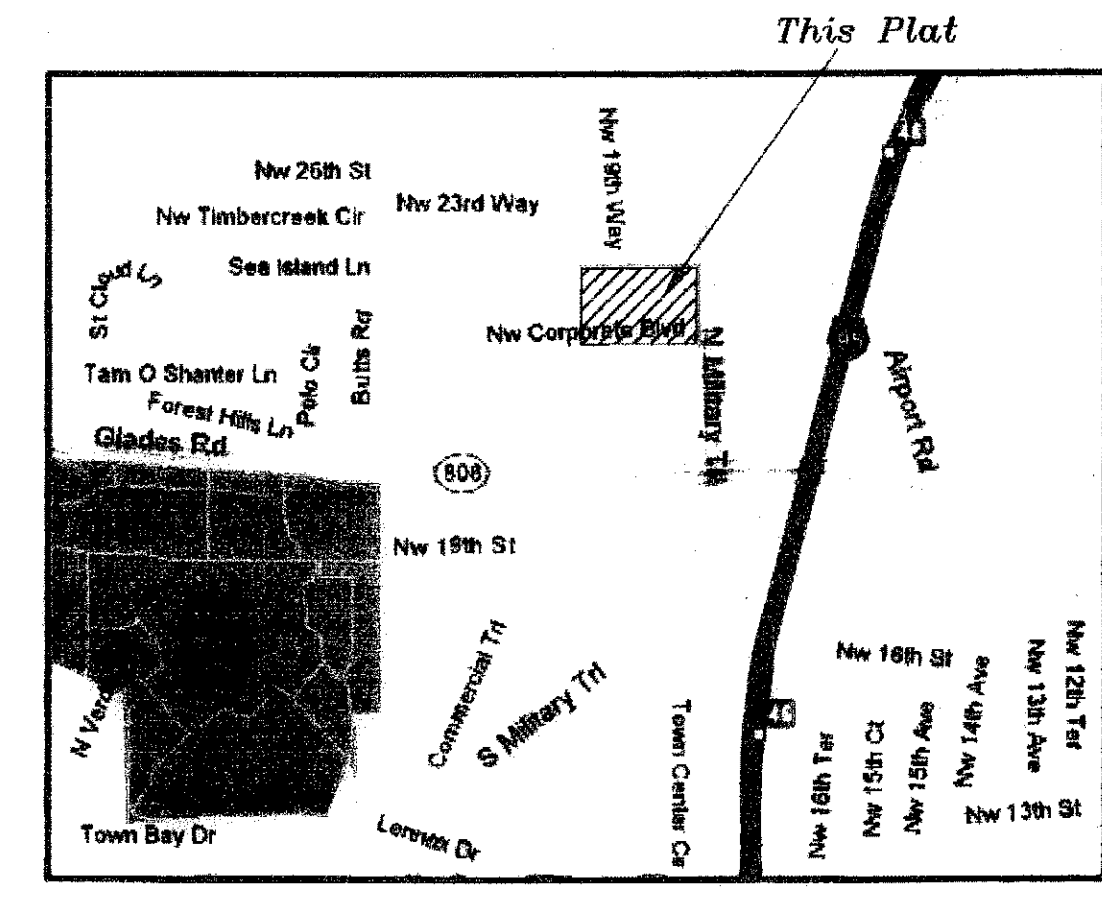 This Plat
Nw 19th Way
Nw 26th St
Nw 23rd Way
Nw Timbercreek Cir
Sea Island Ln
St Cloud Ln
Butts Rd
Nw Corporate Blvd
N Military Trl
Polo Cir
Tam O Shanter Ln
Forest Hills Ln
Airport Rd
Glades Rd
808
Nw 19th St
Commercial Trl
S Military Trl
Nw 16th St
Nw 12th Ter
Nw 13th Ave
Nw 14th Ave
Nw 15th Ave
Nw 15th Ct
Nw 16th Ter
Nw 13th St
Town Center Cir
N
Town Bay Dr
Lennox Dr